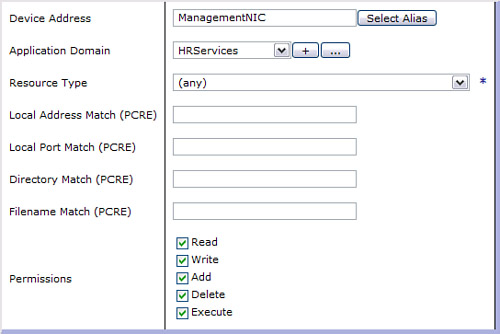 Device Address ManagementNIC Select Alias
Application Domain HRServices + ...
Resource Type (any) *
Local Address Match (PCRE)
Local Port Match (PCRE)
Directory Match (PCRE)
Filename Match (PCRE)
Read
Write
Permissions Add
Delete
Execute